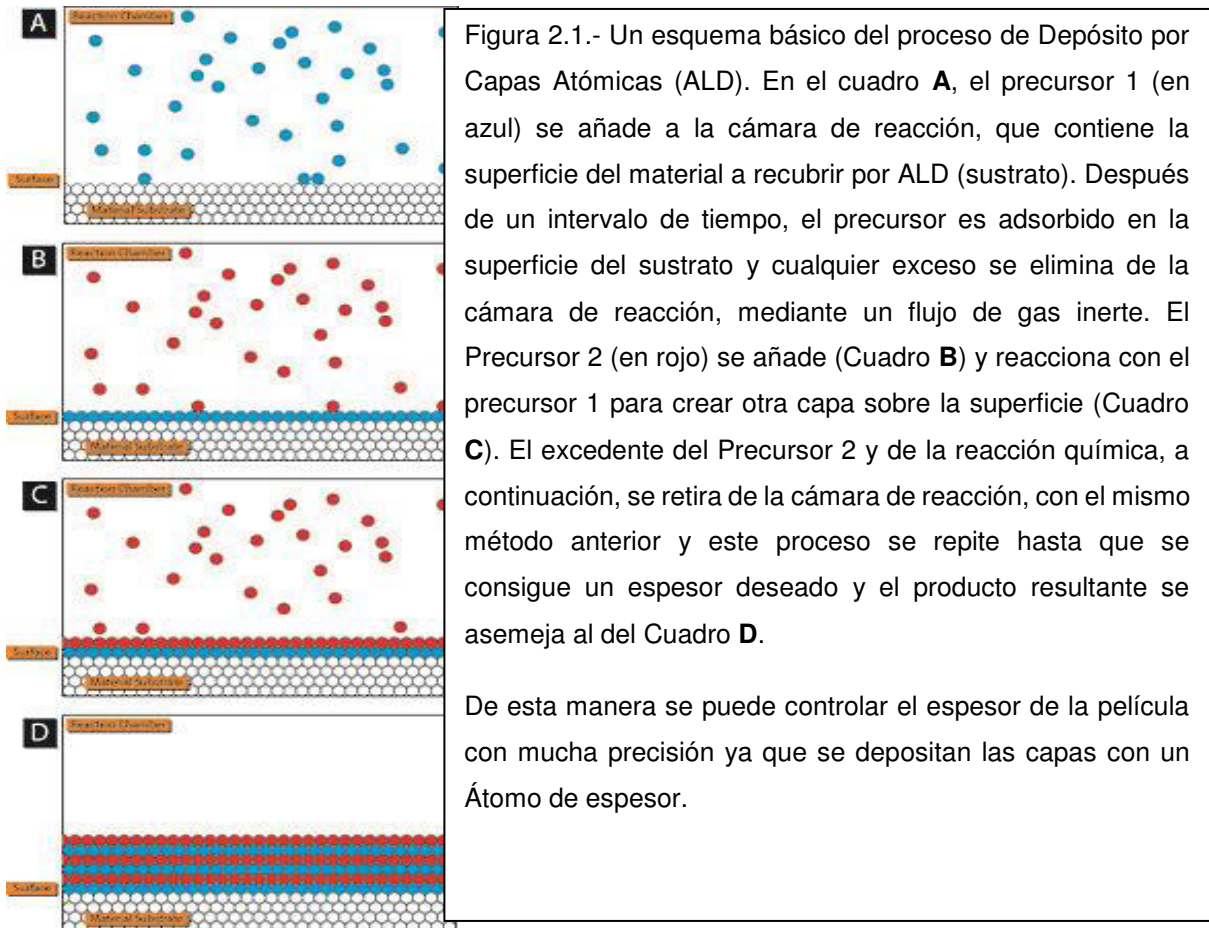 A
Reaction Chamber
Surface
Material Substrate
B
Reaction Chamber
Surface
Material Substrate
C
Reaction Chamber
Surface
Material Substrate
D
Reaction Chamber
Surface
Material Substrate
Figura 2.1.- Un esquema básico del proceso de Depósito por
Capas Atómicas (ALD). En el cuadro A, el precursor 1 (en
azul) se añade a la cámara de reacción, que contiene la
superficie del material a recubrir por ALD (sustrato). Después
de un intervalo de tiempo, el precursor es adsorbido en la
superficie del sustrato y cualquier exceso se elimina de la
cámara de reacción, mediante un flujo de gas inerte. El
Precursor 2 (en rojo) se añade (Cuadro B) y reacciona con el
precursor 1 para crear otra capa sobre la superficie (Cuadro
C). El excedente del Precursor 2 y de la reacción química, a
continuación, se retira de la cámara de reacción, con el mismo
método anterior y este proceso se repite hasta que se
consigue un espesor deseado y el producto resultante se
asemeja al del Cuadro D.
De esta manera se puede controlar el espesor de la película
con mucha precisión ya que se depositan las capas con un
Átomo de espesor.